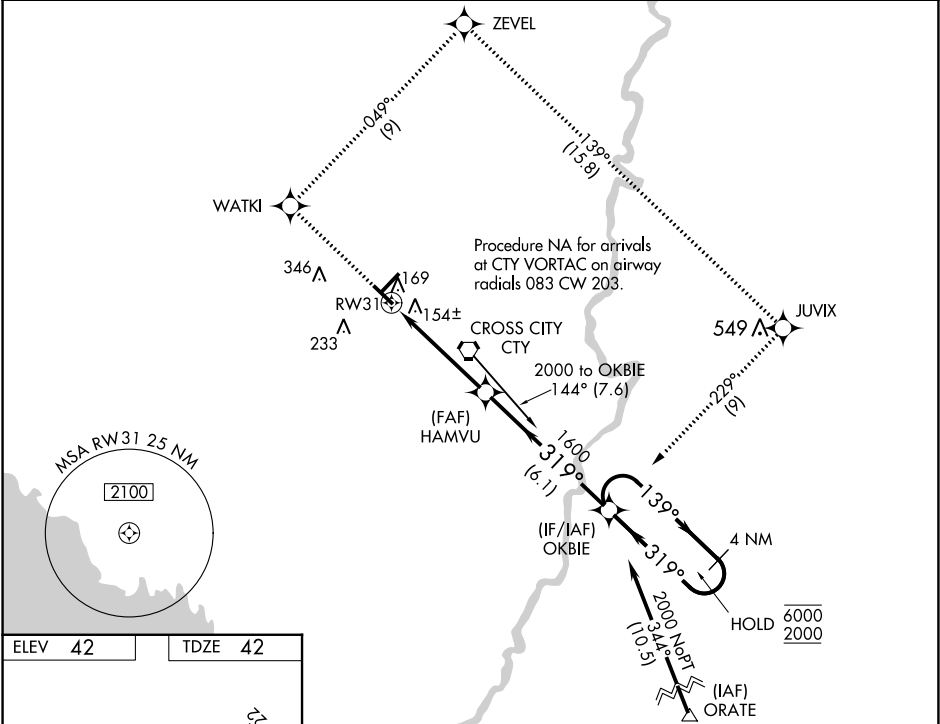 ZEVEL
049°
(9)
139°
(15.8)
WATKI
Procedure NA for arrivals
at CTY VORTAC on airway
radials 083 CW 203.
346
169
RW31
154±
233
JUVIX
549
CROSS CITY
CTY
2000 to OKBIE
144° (7.6)
229°
(9)
(FAF)
HAMVU
1600
319°
(6.1)
MSA RW31 25 NM
2100
139°
4 NM
(IF/IAF)
OKBIE
319°
HOLD
6000
2000
2000 NoPT
344°
(10.5)
(IAF)
ORATE
ELEV 42
TDZE 42
22